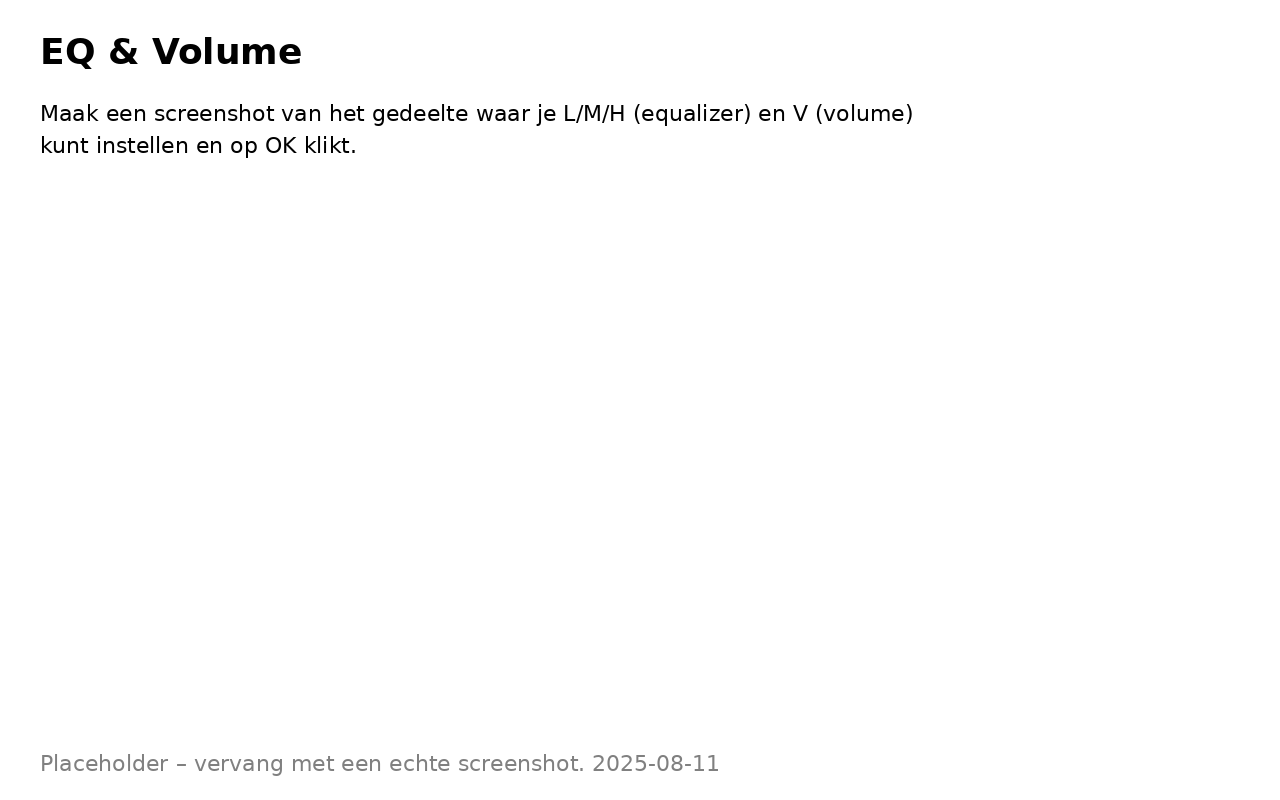 EQ & Volume
Maak een screenshot van het gedeelte waar je L/M/H (equalizer) en V (volume)
kunt instellen en op OK klikt.
Placeholder – vervang met een echte screenshot. 2025-08-11